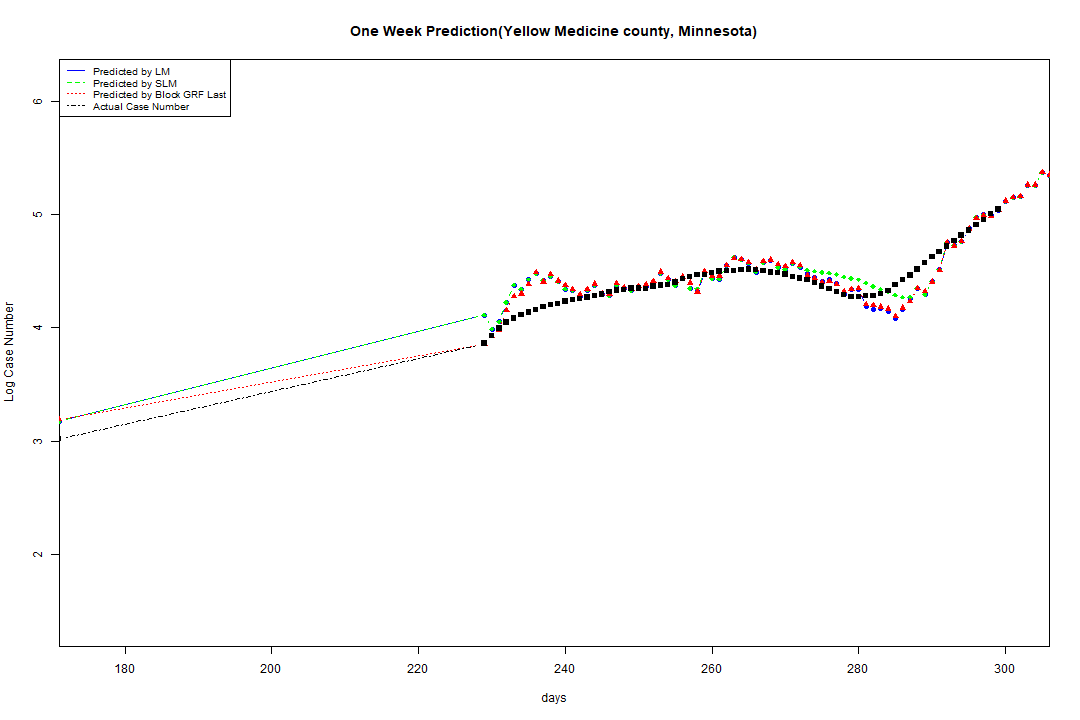 One Week Prediction(Yellow Medicine county, Minnesota)
Predicted by LM
Predicted by SLM
Predicted by Block GRF Last
Actual Case Number
6
5
4
3
2
Log Case Number
180 200 220 240 260 280 300
days